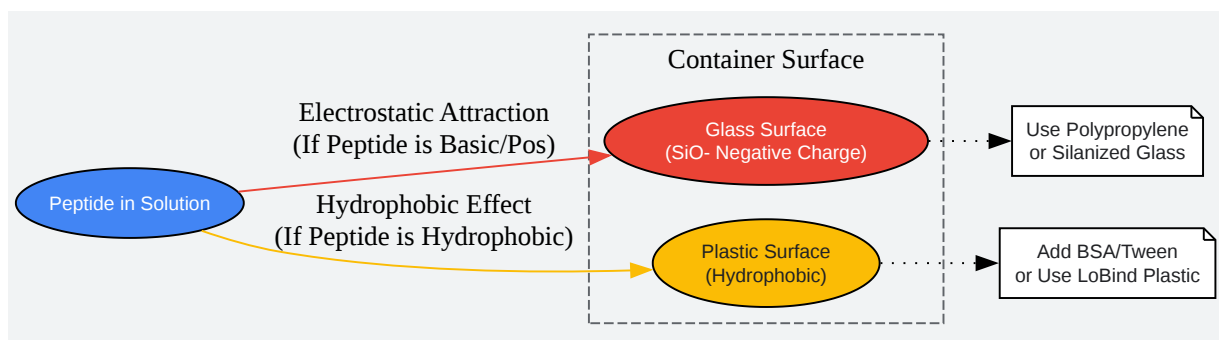 Container Surface
Electrostatic Attraction
(If Peptide is Basic/Pos)
Glass Surface
(SiO- Negative Charge)
Use Polypropylene
or Silanized Glass
Peptide in Solution
Hydrophobic Effect
(If Peptide is Hydrophobic)
Plastic Surface
(Hydrophobic)
Add BSA/Tween
or Use LoBind Plastic